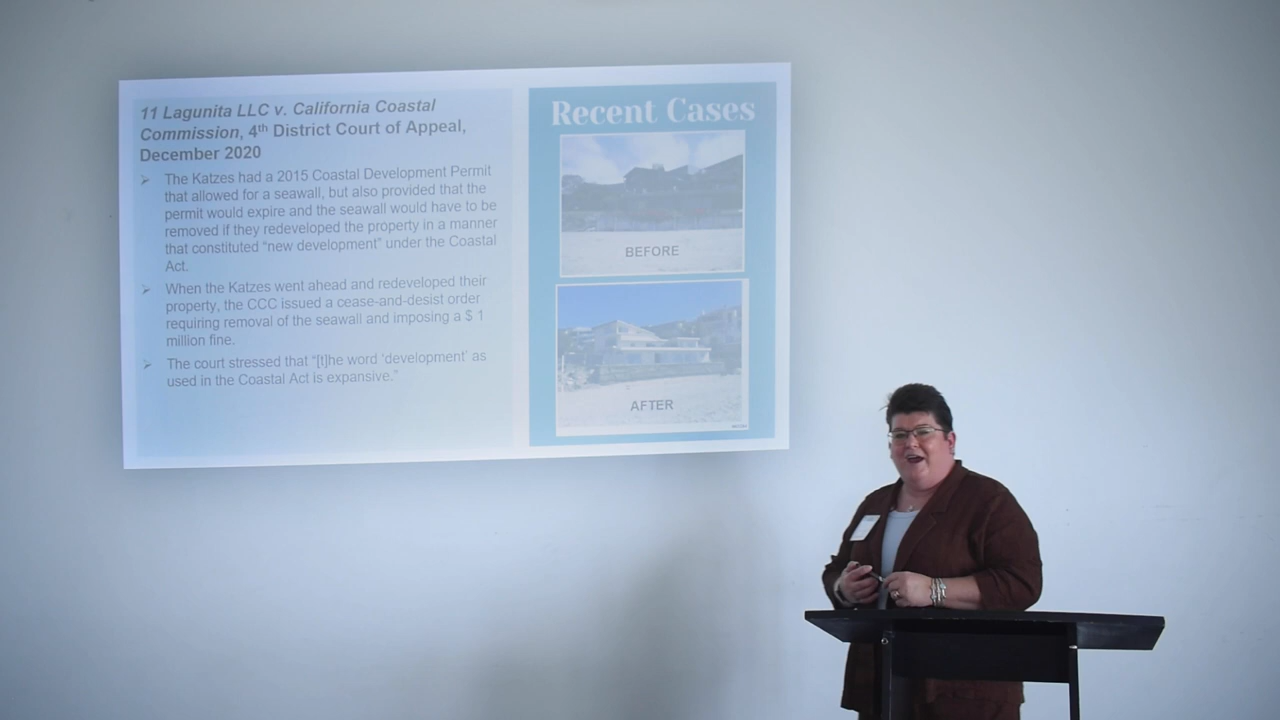 11 Lagunita LLC v. California Coastal
Commission, 4th District Court of Appeal,
December 2020
➢ The Katzes had a 2015 Coastal Development Permit
that allowed for a seawall, but also provided that the
permit would expire and the seawall would have to be
removed if they redeveloped the property in a manner
that constituted “new development” under the Coastal
Act.
➢ When the Katzes went ahead and redeveloped their
property, the CCC issued a cease-and-desist order
requiring removal of the seawall and imposing a $ 1
million fine.
➢ The court stressed that “[t]he word ‘development’ as
used in the Coastal Act is expansive.”
Recent Cases
BEFORE
AFTER